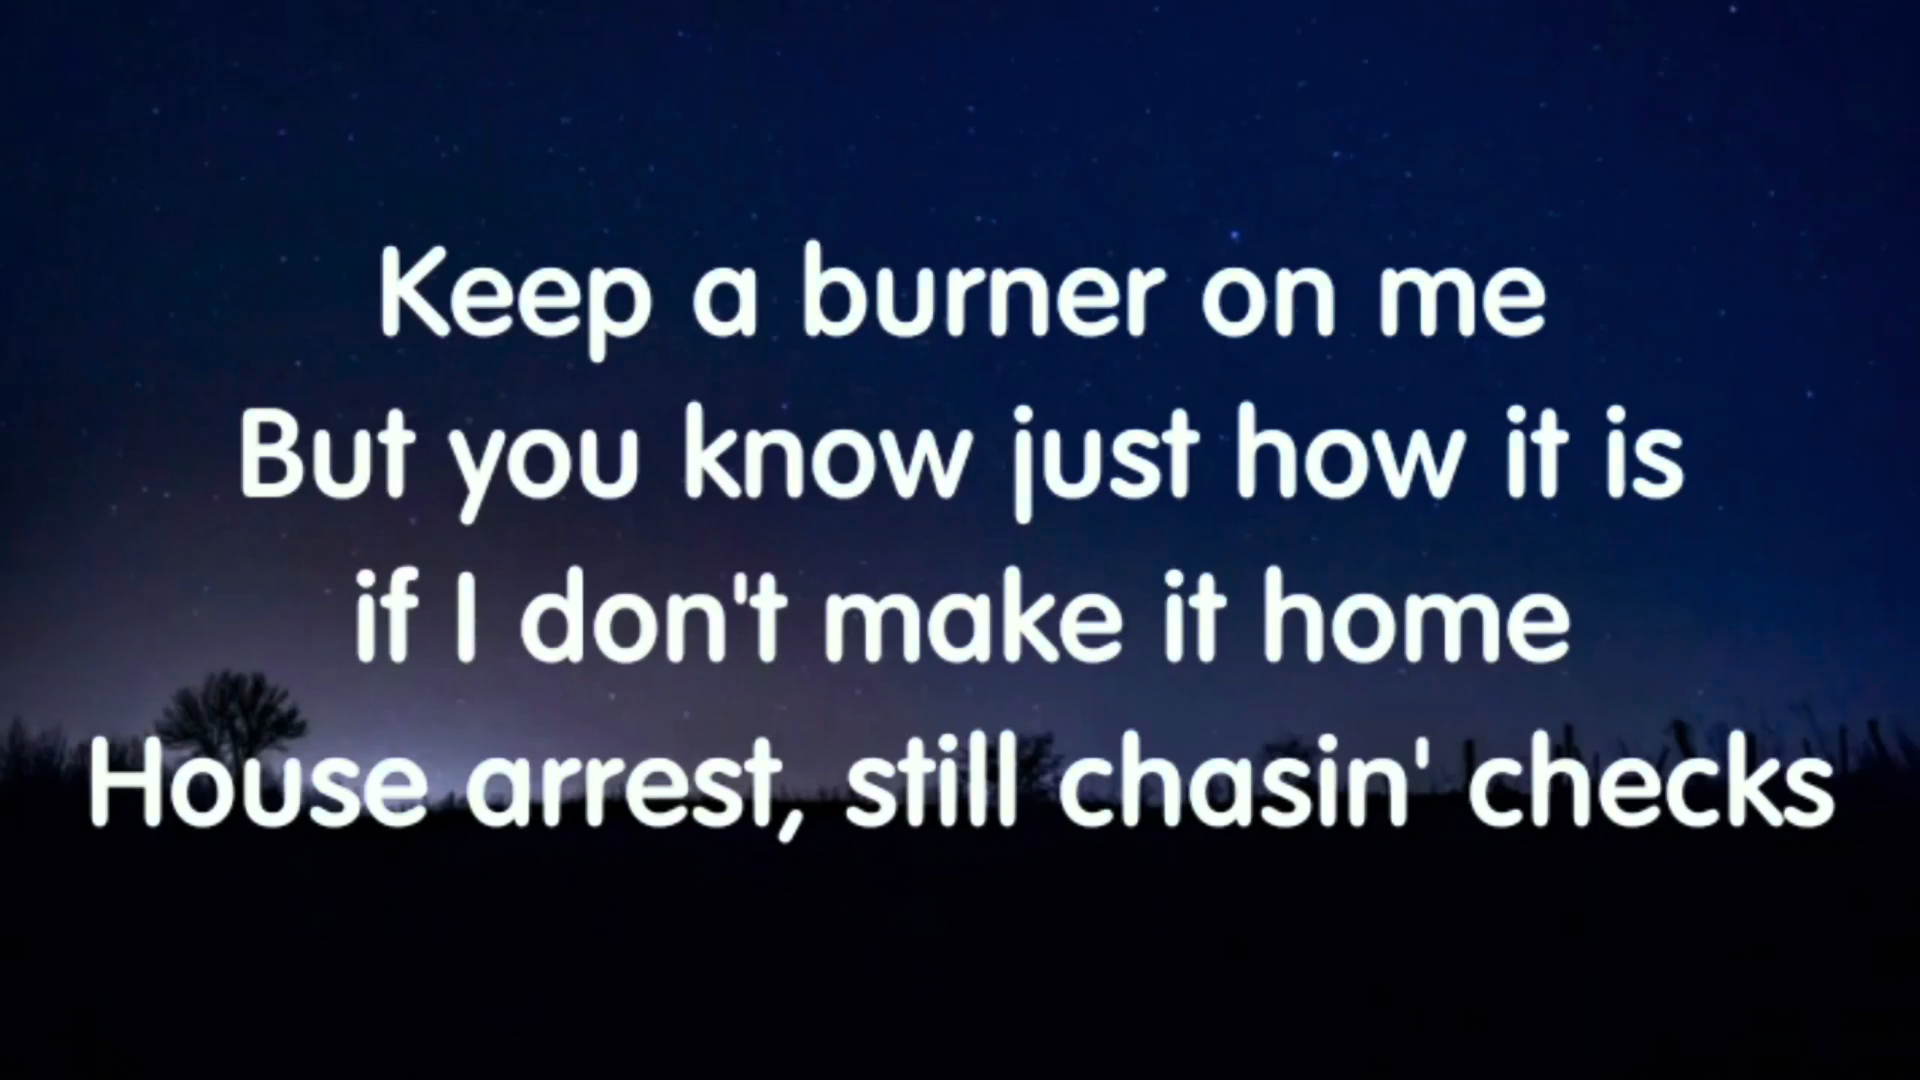 Keep a burner on me
But you know just how it is
if I don't make it home
House arrest, still chasin' checks